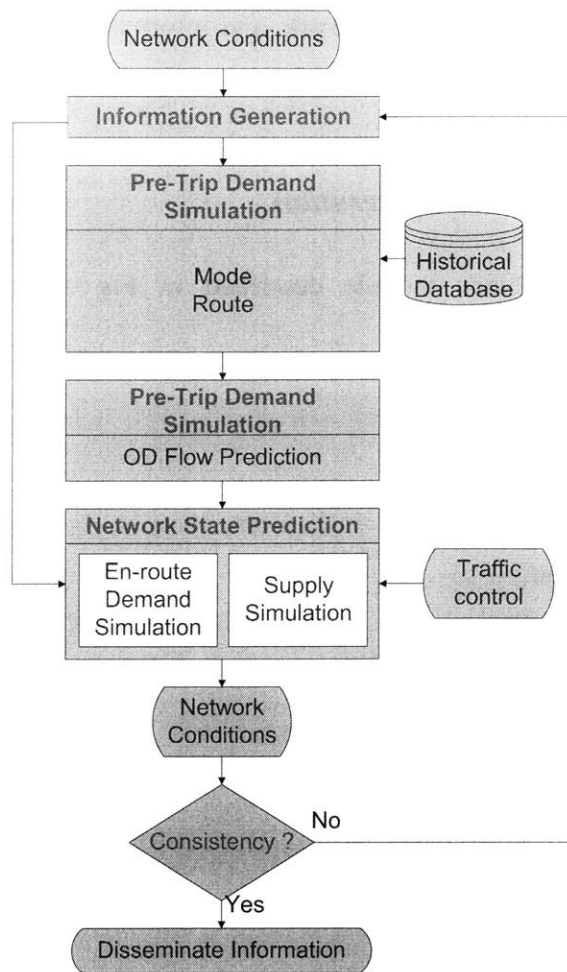 Network Conditions
Information Generation
Pre-Trip Demand
Simulation
Mode
Route
Historical
Database
Pre-Trip Demand
Simulation
OD Flow Prediction
Network State Prediction
En-route
Demand
Simulation
Supply
Simulation
Traffic
control
Network
Conditions
Consistency ?
No
Yes
Disseminate Information